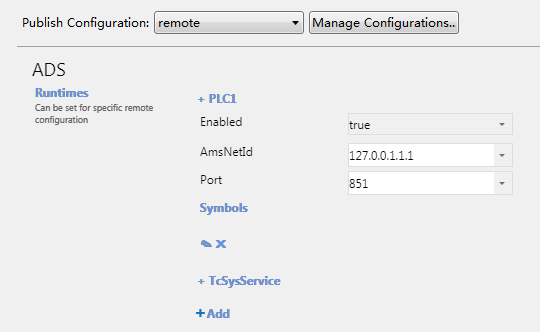 Publish Configuration: remote Manage Configurations..
ADS
Runtimes
Can be set for specific remote
configuration
+ PLC1
Enabled true
AmsNetId 127.0.0.1.1.1
Port 851
Symbols
+ TcSysService
+Add